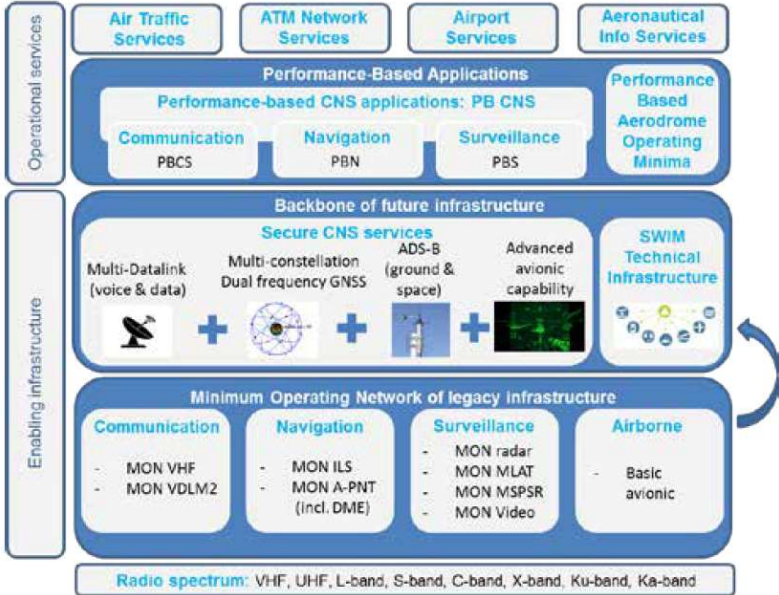 Air Traffic
Services
ATM Network
Services
Airport
Services
Aeronautical
Info Services
Operational services
Performance-Based Applications
Performance-based CNS applications: PB CNS
Communication
PBCS
Navigation
PBN
Surveillance
PBS
Performance
Based
Aerodrome
Operating
Minima
Enabling infrastructure
Backbone of future infrastructure
Secure CNS services
Multi-Datalink
(voice & data)
Multi-constellation
Dual frequency GNSS
ADS-B
(ground &
space)
Advanced
avionic
capability
SWIM
Technical
Infrastructure
Minimum Operating Network of legacy infrastructure
Communication
- MON VHF
- MON VDLM2
Navigation
- MON ILS
- MON A-PNT
(incl. DME)
Surveillance
- MON radar
- MON MLAT
- MON MSPSR
- MON Video
Airborne
- Basic
avionic
Radio spectrum: VHF, UHF, L-band, S-band, C-band, X-band, Ku-band, Ka-band